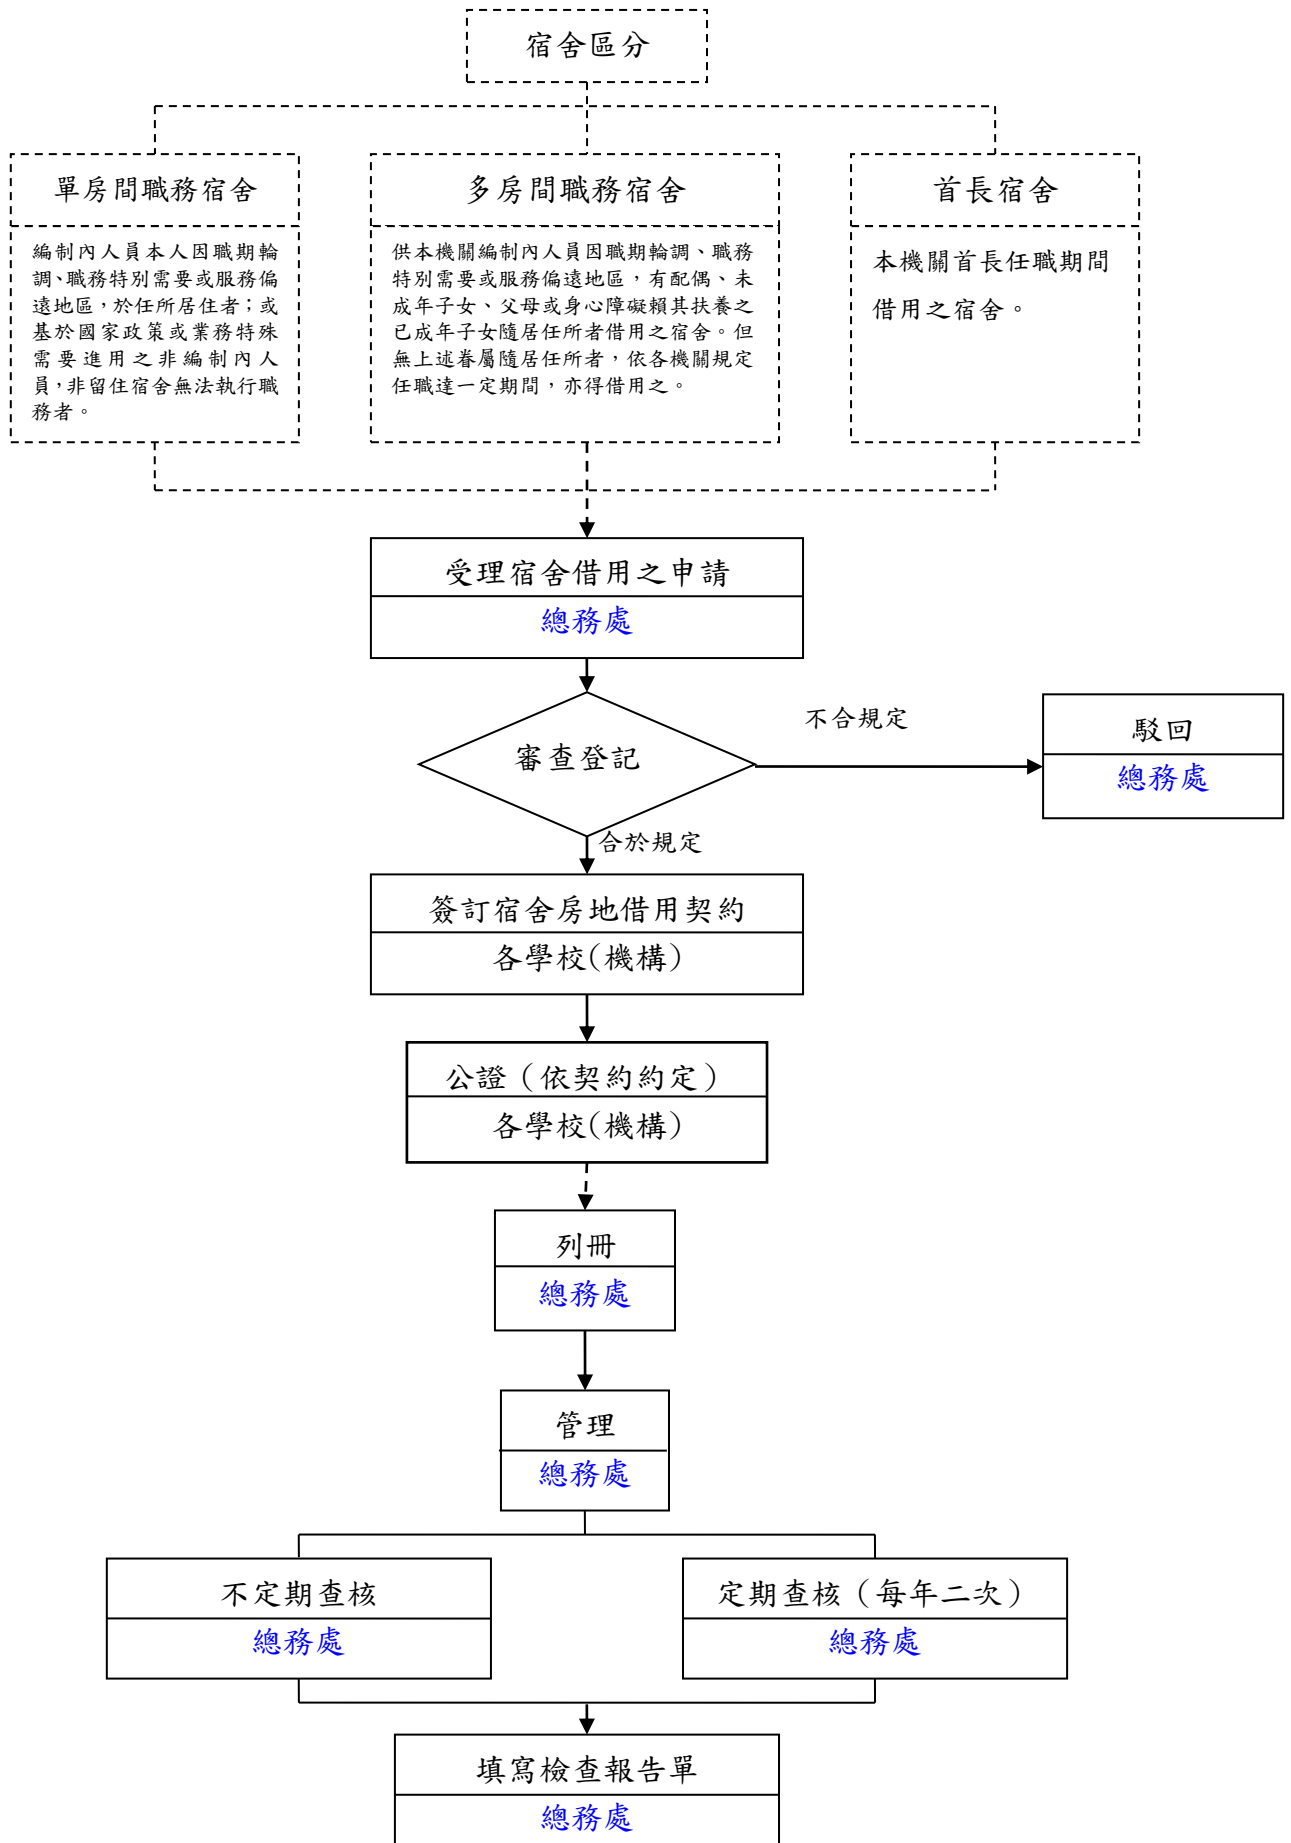 宿舍區分
單房間職務宿舍
編制內人員本人因職期輪
調、職務特別需要或服務偏
遠地區，於任所居住者；或
基於國家政策或業務特殊
需要進用之非編制內人
員，非留住宿舍無法執行職
務者。
多房間職務宿舍
供本機關編制內人員因職期輪調、職務
特別需要或服務偏遠地區，有配偶、未
成年子女、父母或身心障礙賴其扶養之
已成年子女隨居任所者借用之宿舍。但
無上述眷屬隨居任所者，依各機關規定
任職達一定期間，亦得借用之。
首長宿舍
本機關首長任職期間
借用之宿舍。
受理宿舍借用之申請
總務處
審查登記
不合規定
駁回
總務處
合於規定
簽訂宿舍房地借用契約
各學校(機構)
公證（依契約約定）
各學校(機構)
列冊
總務處
管理
總務處
不定期查核
總務處
定期查核（每年二次）
總務處
填寫檢查報告單
總務處